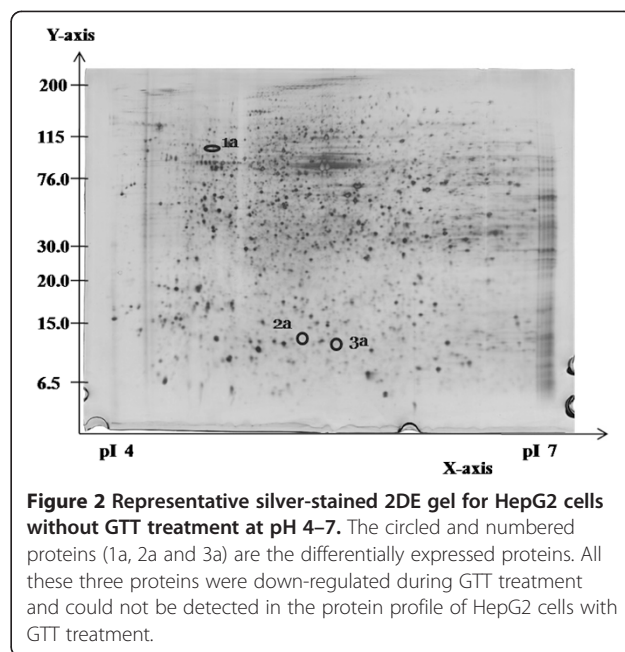 Y-axis
200
115
1a
76.0
30.0
20.0
15.0
2a
3a
6.5
pI 4
pI 7
X-axis
Figure 2 Representative silver-stained 2DE gel for HepG2 cells
without GTT treatment at pH 4–7. The circled and numbered
proteins (1a, 2a and 3a) are the differentially expressed proteins. All
these three proteins were down-regulated during GTT treatment
and could not be detected in the protein profile of HepG2 cells with
GTT treatment.